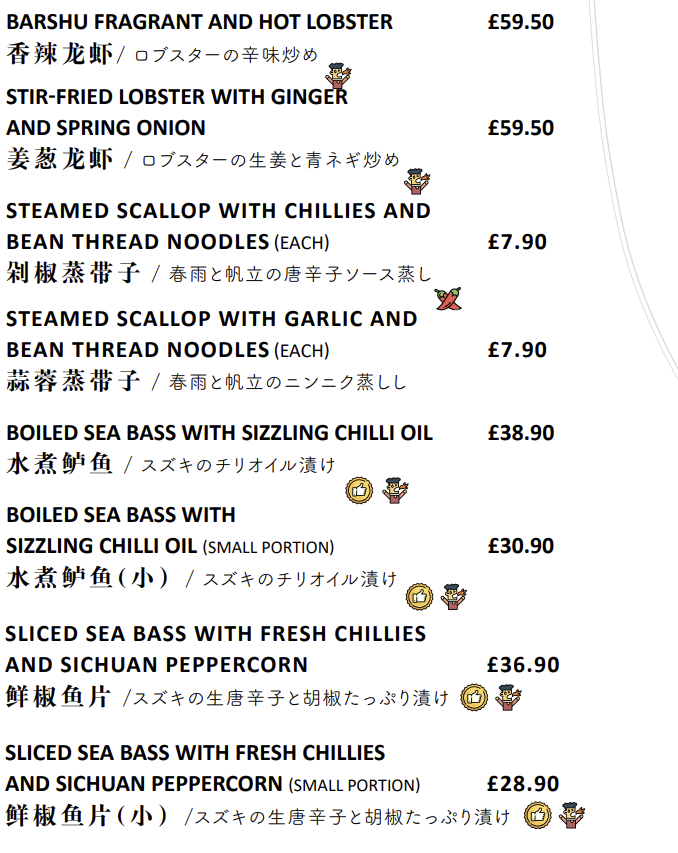 BARSHU FRAGRANT AND HOT LOBSTER £59.50
香辣龙虾/ ロブスターの辛味炒め
STIR-FRIED LOBSTER WITH GINGER
AND SPRING ONION £59.50
姜葱龙虾 / ロブスターの生姜と青ネギ炒め
STEAMED SCALLOP WITH CHILLIES AND
BEAN THREAD NOODLES (EACH) £7.90
剁椒蒸带子 / 春雨と帆立の唐辛子ソース蒸し
STEAMED SCALLOP WITH GARLIC AND
BEAN THREAD NOODLES (EACH) £7.90
蒜蓉蒸带子 / 春雨と帆立のニンニク蒸しし
BOILED SEA BASS WITH SIZZLING CHILLI OIL £38.90
水煮鲈鱼 / スズキのチリオイル漬け
BOILED SEA BASS WITH
SIZZLING CHILLI OIL (SMALL PORTION) £30.90
水煮鲈鱼(小) / スズキのチリオイル漬け
SLICED SEA BASS WITH FRESH CHILLIES
AND SICHUAN PEPPERCORN £36.90
鲜椒鱼片 /スズキの生唐辛子と胡椒たっぷり漬け
SLICED SEA BASS WITH FRESH CHILLIES
AND SICHUAN PEPPERCORN (SMALL PORTION) £28.90
鲜椒鱼片(小) /スズキの生唐辛子と胡椒たっぷり漬け